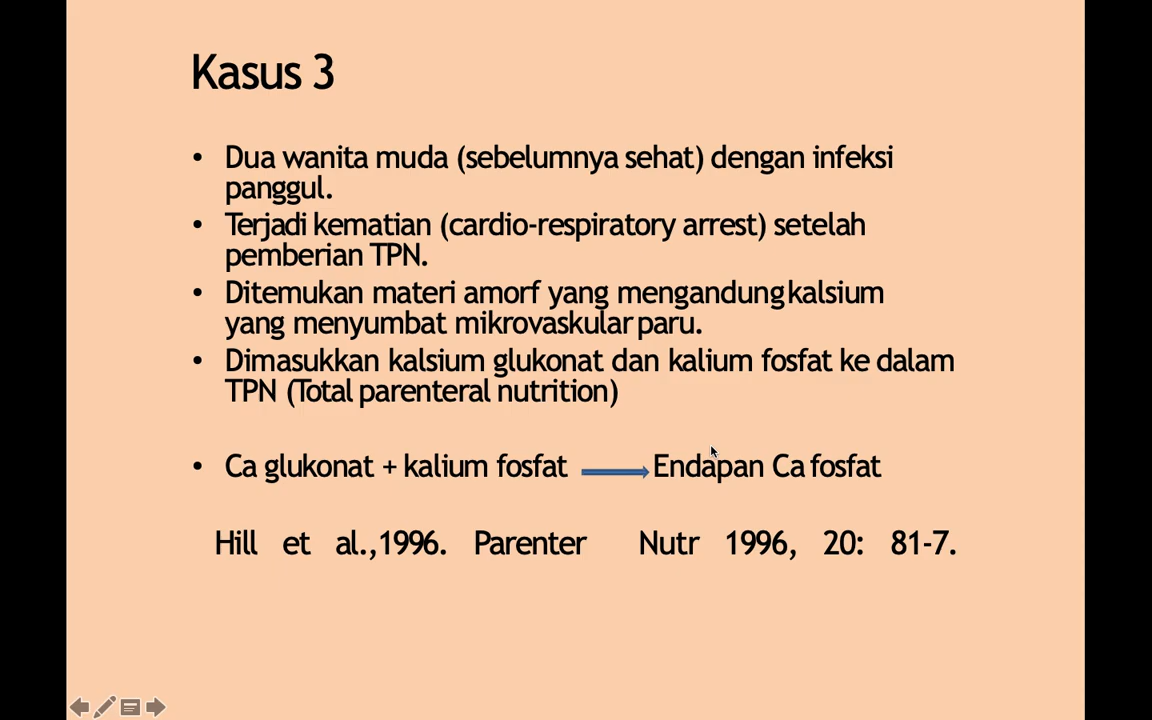 Kasus 3
• Dua wanita muda (sebelumnya sehat) dengan infeksi
panggul.
• Terjadi kematian (cardio-respiratory arrest) setelah
pemberian TPN.
• Ditemukan materi amorf yang mengandung kalsium
yang menyumbat mikrovaskular paru.
• Dimasukkan kalsium glukonat dan kalium fosfat ke dalam
TPN (Total parenteral nutrition)
• Ca glukonat + kalium fosfat → Endapan Ca fosfat
Hill et al.,1996. Parenter Nutr 1996, 20: 81-7.